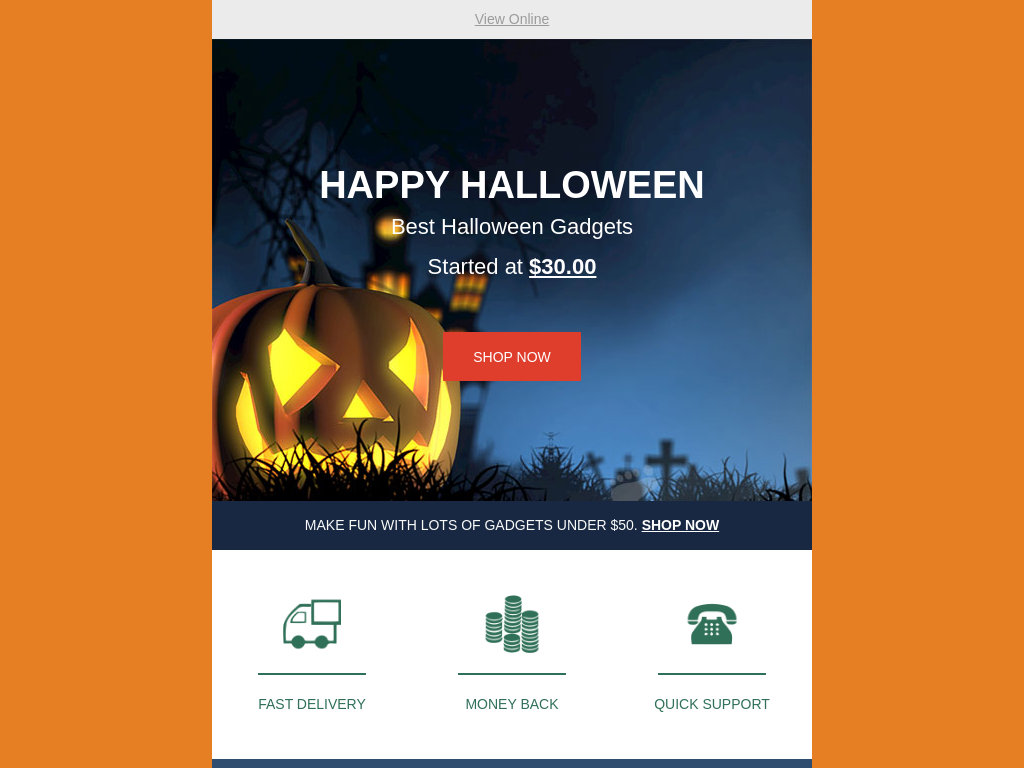 View Online
HAPPY HALLOWEEN
Best Halloween Gadgets
Started at $30.00
SHOP NOW
MAKE FUN WITH LOTS OF GADGETS UNDER $50. SHOP NOW
FAST DELIVERY
MONEY BACK
QUICK SUPPORT